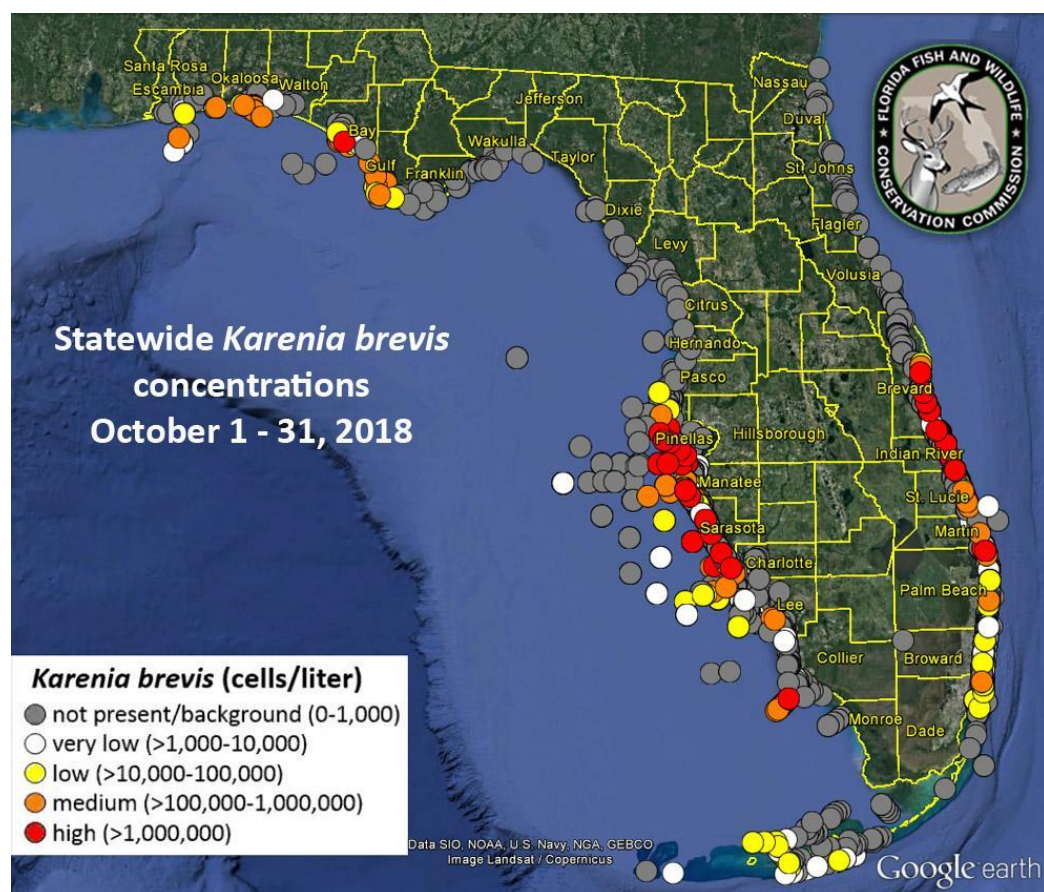 Santa Rosa
Okaloosa
Walton
Escambia
Bay
Gulf
Franklin
Wakulla
Jefferson
Taylor
Nassau
Duval
St. Johns
Dixie
Flagler
Levy
Volusia
Citrus
Hernando
Pasco
Brevard
Pinellas
Hillsborough
Indian River
Manatee
St. Lucie
Sarasota
Martin
Charlotte
Palm Beach
Lee
Collier
Broward
Monroe
Dade
FLORIDA FISH AND WILDLIFE
CONSERVATION COMMISSION
Statewide Karenia brevis
concentrations
October 1 - 31, 2018
Karenia brevis (cells/liter)
not present/background (0-1,000)
very low (>1,000-10,000)
low (>10,000-100,000)
medium (>100,000-1,000,000)
high (>1,000,000)
Data SIO, NOAA, U.S. Navy, NGA, GEBCO
Image Landsat / Copernicus
Google earth